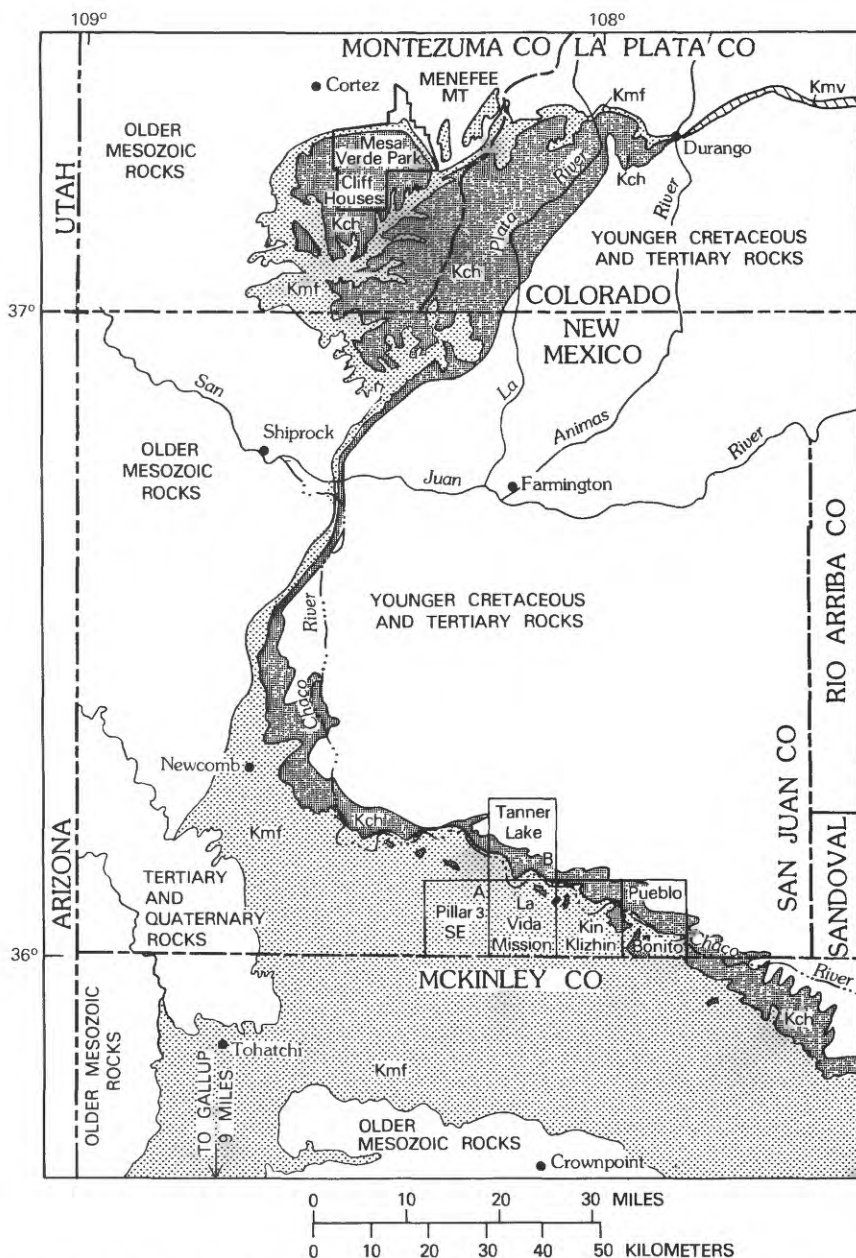 109°
108°
MONTEZUMA CO
LA PLATA CO
Cortez
MENEFEE
MT
Kmf
Kmv
OLDER
MESOZOIC
ROCKS
Mesa
Verde Park
Cliff
Houses
Kch
Durango
Kch
UTAH
La
Plata
River
River
YOUNGER CRETACEOUS
AND TERTIARY ROCKS
Kch
Kmf
37°
COLORADO
NEW
MEXICO
San
Shiprock
Juan
Animas
River
Farmington
OLDER
MESOZOIC
ROCKS
RIO ARRIBA CO
YOUNGER CRETACEOUS
AND TERTIARY ROCKS
River
Chaco
SAN JUAN CO
SANDOVAL
Newcomb
Kmf
Kch
Tanner
Lake
B
ARIZONA
TERTIARY
AND
QUATERNARY
ROCKS
A
Pillar 3
SE
La
Vida
Mission
Kin
Klizhin
Pueblo
Bonito
Chaco
River
36°
MCKINLEY CO
Kch
Tohatchi
Kmf
OLDER MESOZOIC
ROCKS
TO GALLUP
9 MILES
OLDER
MESOZOIC ROCKS
Crownpoint
0 10 20 30 MILES
0 10 20 30 40 50 KILOMETERS